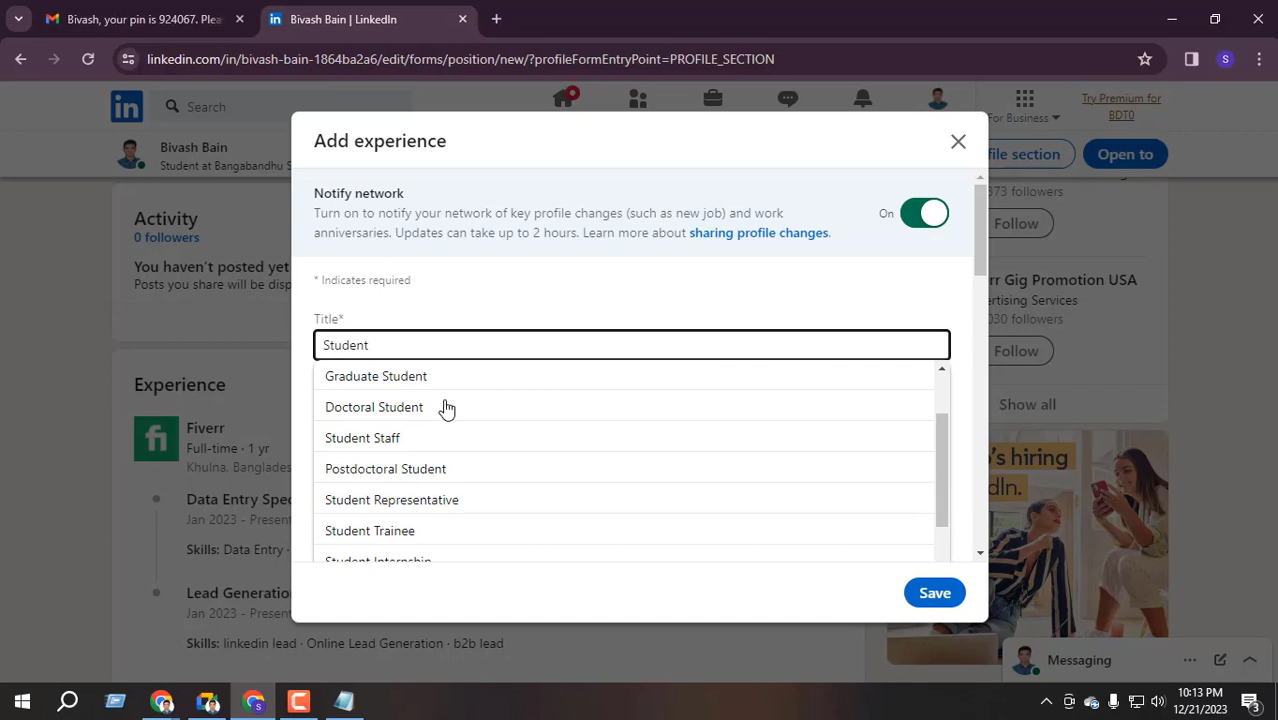 Bivash, your pin is 924067. Plea
Bivash Bain | LinkedIn
linkedin.com/in/bivash-bain-1864ba2a6/edit/forms/position/new/?profileFormEntryPoint=PROFILE_SECTION
S
in
Search
For Business
Try Premium for
BDT0
Bivash Bain
Student at Bangabandhu S
file section
Open to
Add experience
Notify network
Turn on to notify your network of key profile changes (such as new job) and work
anniversaries. Updates can take up to 2 hours. Learn more about sharing profile changes.
On
* Indicates required
Title*
Student
Graduate Student
Doctoral Student
Student Staff
Postdoctoral Student
Student Representative
Student Trainee
Student Internship
Save
Activity
0 followers
You haven't posted yet
Posts you share will be disp
Experience
fi
Fiverr
Full-time · 1 yr
Khulna, Banglades
Data Entry Spec
Jan 2023 - Present
Skills: Data Entry ·
Lead Generation
Jan 2023 - Present
Skills: linkedin lead · Online Lead Generation · b2b lead
373 followers
Follow
rr Gig Promotion USA
ertising Services
030 followers
Follow
Show all
o's hiring
dIn.
Messaging
10:13 PM
12/21/2023
3